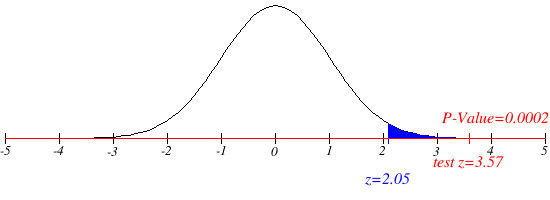 P-Value=0.0002
-5 -4 -3 -2 -1 0 1 2 3 4 5
test z=3.57
z=2.05